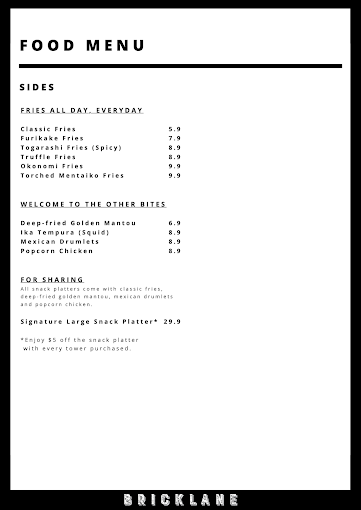 FOOD MENU
SIDES
FRIES ALL DAY, EVERYDAY
Classic Fries 5.9
Furikake Fries 7.9
Togarashi Fries (Spicy) 8.9
Truffle Fries 8.9
Okonomi Fries 9.9
Torched Mentaiko Fries 9.9
WELCOME TO THE OTHER BITES
Deep-fried Golden Mantou 6.9
Ika Tempura (Squid) 8.9
Mexican Drumlets 8.9
Popcorn Chicken 8.9
FOR SHARING
All snack platters come with classic fries,
deep-fried golden mantou, mexican drumlets
and popcorn chicken.
Signature Large Snack Platter* 29.9
*Enjoy $5 off the snack platter
with every tower purchased.
BRICKLANE